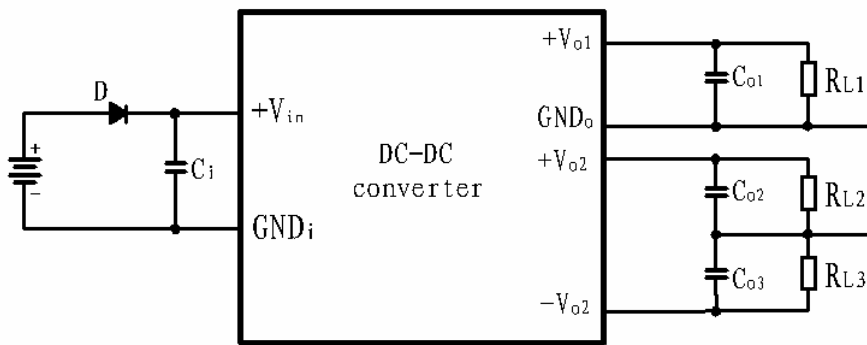 +Vo1
D
+Vin
Co1
RL1
GNDo
+
DC-DC
converter
+Vo2
Ci
-
Co2
RL2
GNDi
Co3
RL3
-Vo2